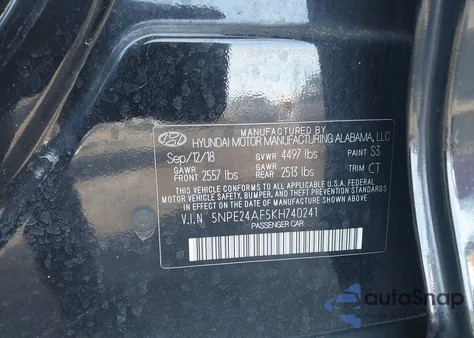 MANUFACTURED BY
HYUNDAI MOTOR MANUFACTURING ALABAMA, LLC
Sep/12/18 GVWR 4497 lbs PAINT S3
GAWR FRONT 2557 lbs GAWR REAR 2513 lbs TRIM CT
THIS VEHICLE CONFORMS TO ALL APPLICABLE U.S. FEDERAL MOTOR
VEHICLE SAFETY, BUMPER, AND THEFT PREVENTION STANDARDS
IN EFFECT ON THE DATE OF MANUFACTURE SHOWN ABOVE.
V.I.N 5NPE24AF5KH740241
PASSENGER CAR
autoSnap